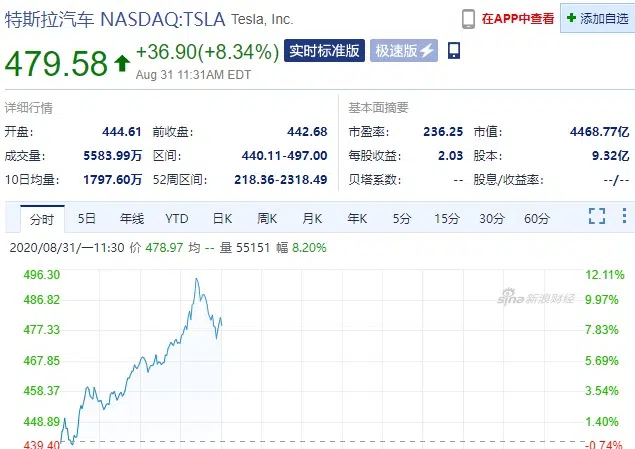 特斯拉汽车 NASDAQ:TSLA Tesla, Inc. 在APP中查看 添加自选
479.58 +36.90(+8.34%) 实时标准版 极速版
Aug 31 11:31AM EDT
详细行情 基本面摘要
开盘: 444.61 前收盘: 442.68 市盈率: 236.25 市值: 4468.77亿
成交量: 5583.99万 区间: 440.11-497.00 每股收益: 2.03 股本: 9.32亿
10日均量: 1797.60万 52周区间: 218.36-2318.49 贝塔系数: -- 股息/收益率: --/--
分时 5日 年线 YTD 日K 周K 月K 年K 5分 15分 30分 60分
2020/08/31/一11:30 价 478.97 均 -- 量 55151 幅 8.20%
496.30 12.11%
486.82 sina新浪财经 9.97%
477.33 7.83%
467.85 5.69%
458.37 3.54%
448.89 1.40%
439.40 -0.74%